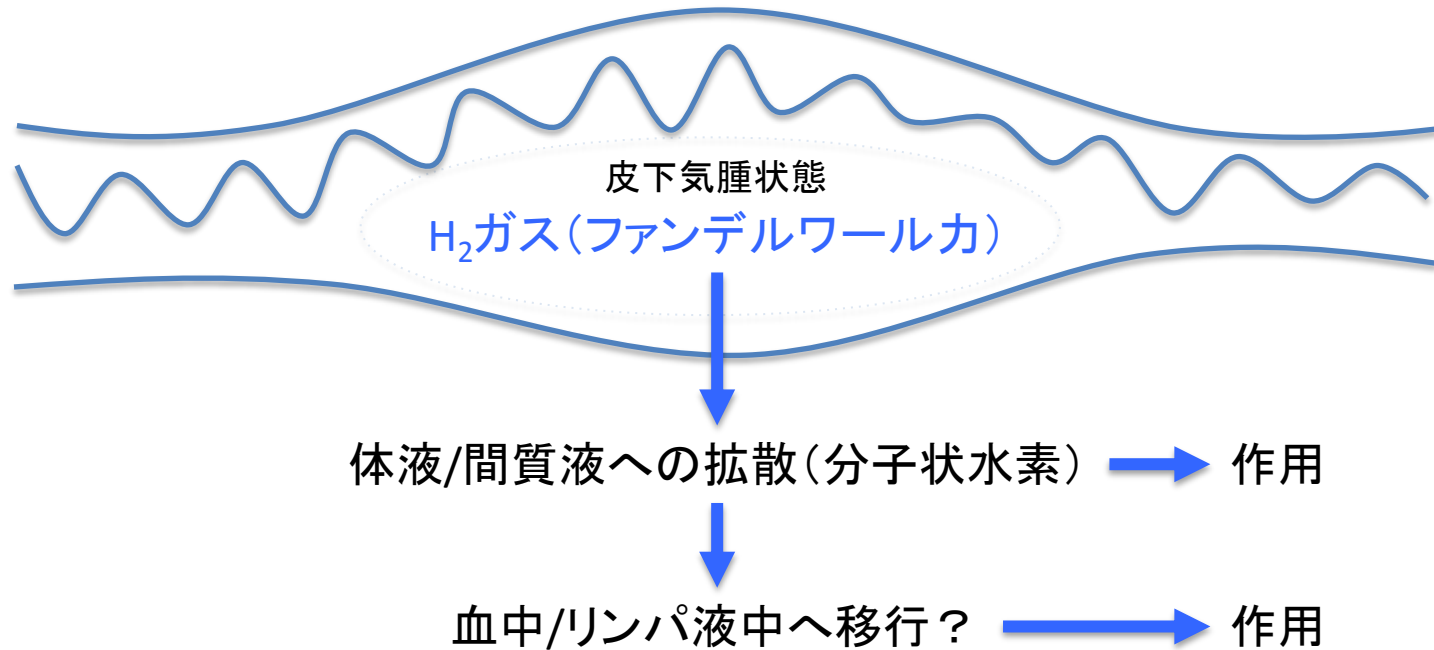 皮下気腫状態
H₂ガス（ファンデルワール力）
体液/間質液への拡散（分子状水素） 作用
血中/リンパ液中へ移行？ 作用